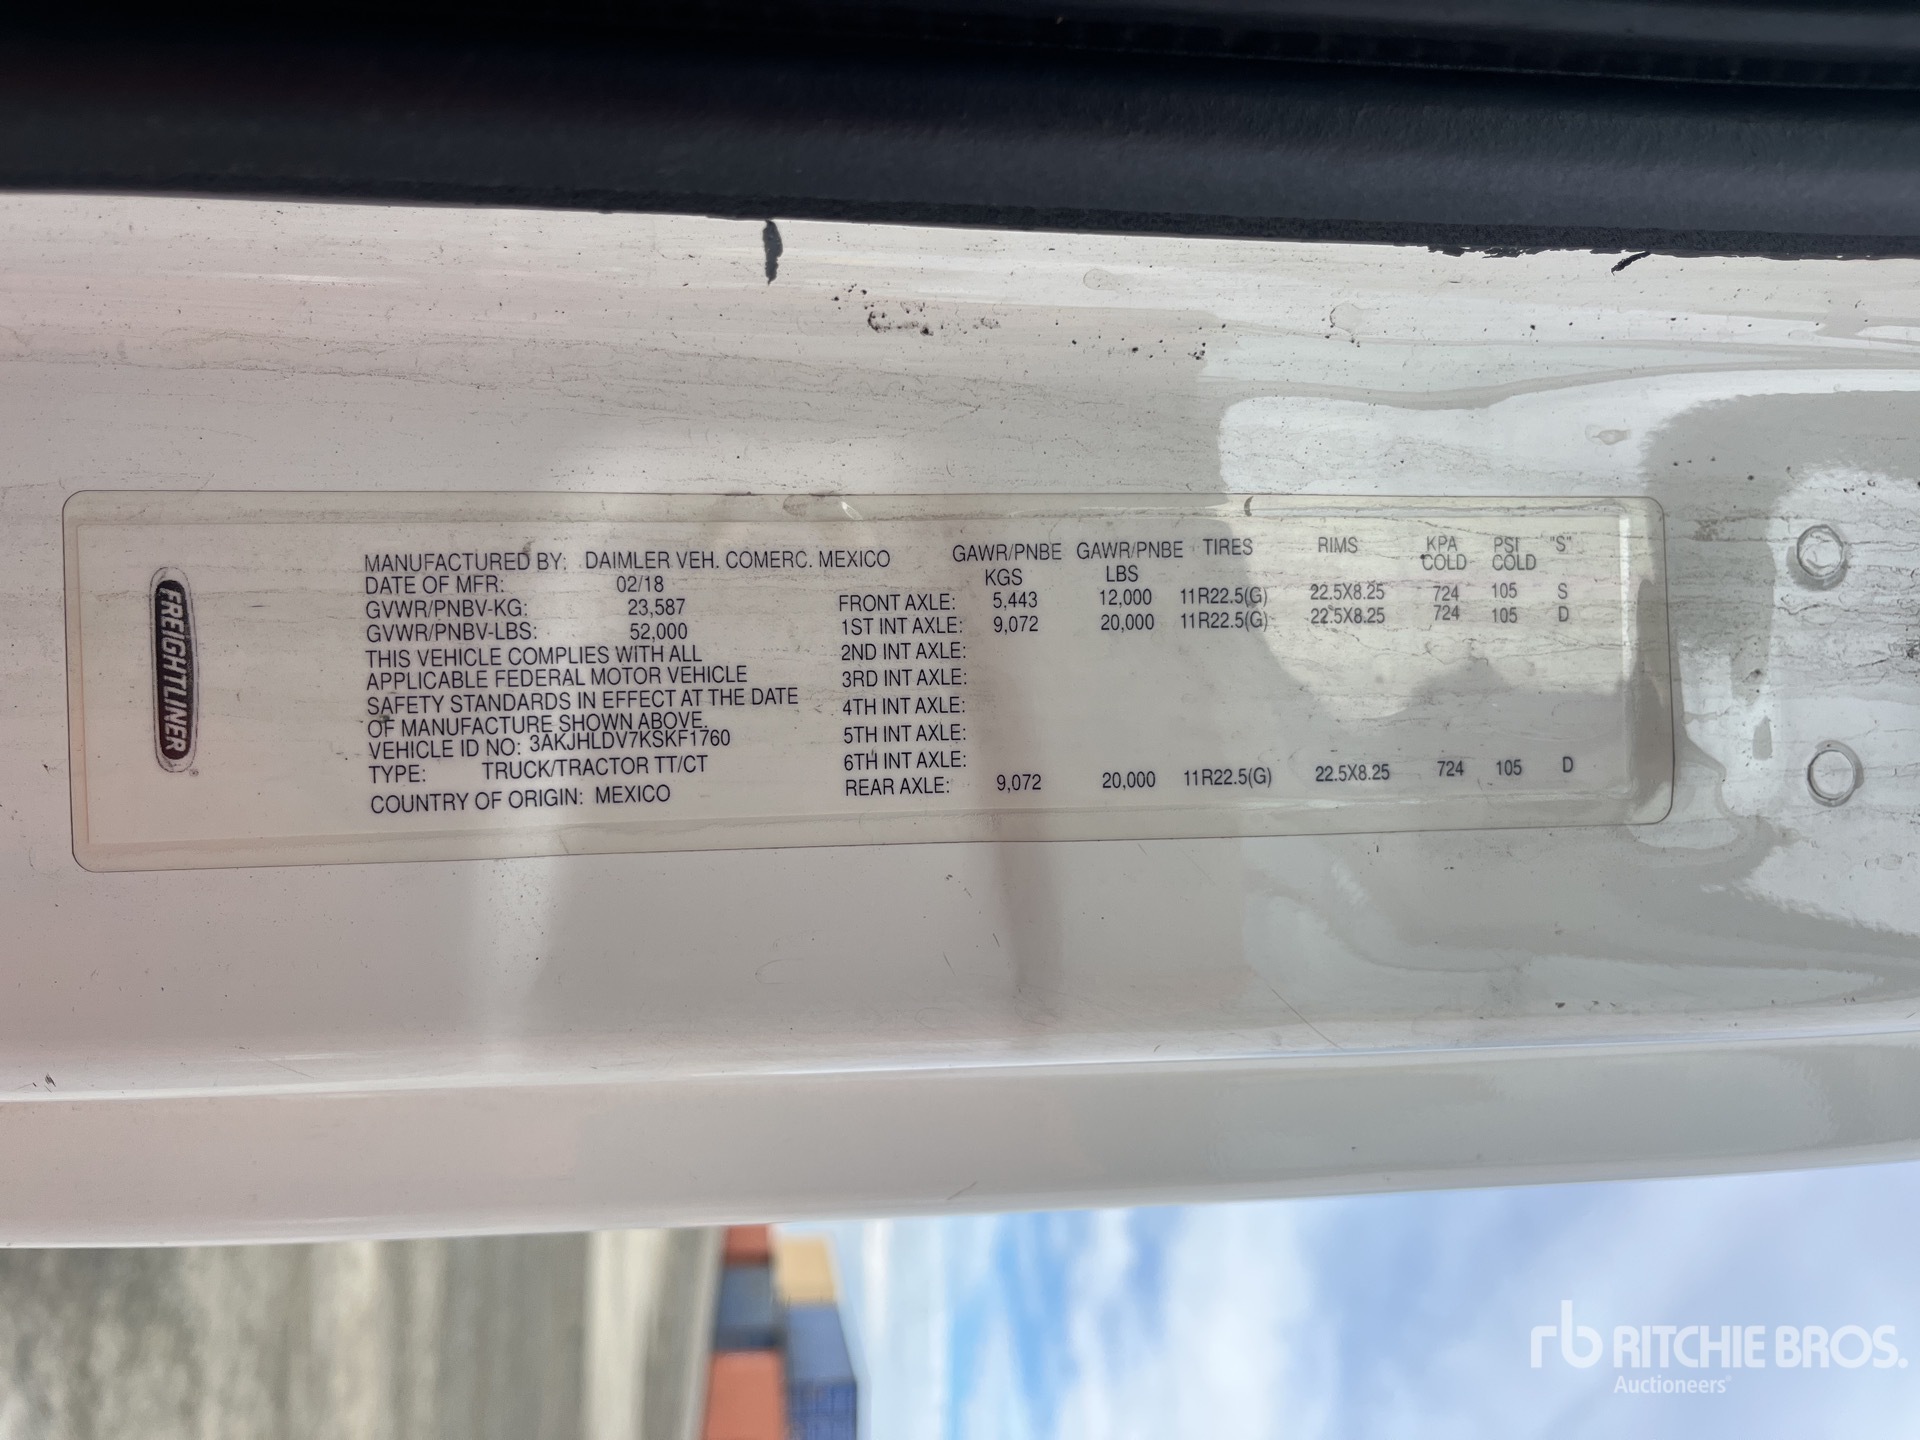 FREIGHTLINER
MANUFACTURED BY: DAIMLER VEH. COMERC. MEXICO
DATE OF MFR: 02/18
GVWR/PNBV-KG: 23,587
GVWR/PNBV-LBS: 52,000
THIS VEHICLE COMPLIES WITH ALL
APPLICABLE FEDERAL MOTOR VEHICLE
SAFETY STANDARDS IN EFFECT AT THE DATE
OF MANUFACTURE SHOWN ABOVE.
VEHICLE ID NO: 3AKJHLDV7KSKF1760
TYPE: TRUCK/TRACTOR TT/CT
COUNTRY OF ORIGIN: MEXICO
GAWR/PNBE GAWR/PNBE TIRES RIMS KPA PSI "S"
KGS LBS COLD COLD
FRONT AXLE: 5,443 12,000 11R22.5(G) 22.5X8.25 724 105 S
1ST INT AXLE: 9,072 20,000 11R22.5(G) 22.5X8.25 724 105 D
2ND INT AXLE:
3RD INT AXLE:
4TH INT AXLE:
5TH INT AXLE:
6TH INT AXLE:
REAR AXLE: 9,072 20,000 11R22.5(G) 22.5X8.25 724 105 D
rb RITCHIE BROS.
Auctioneers